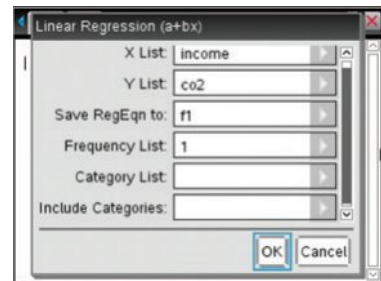 Linear Regression (a+bx)
X List: income
Y List: co2
Save RegEqn to: f1
Frequency List: 1
Category List:
Include Categories:
OK Cancel